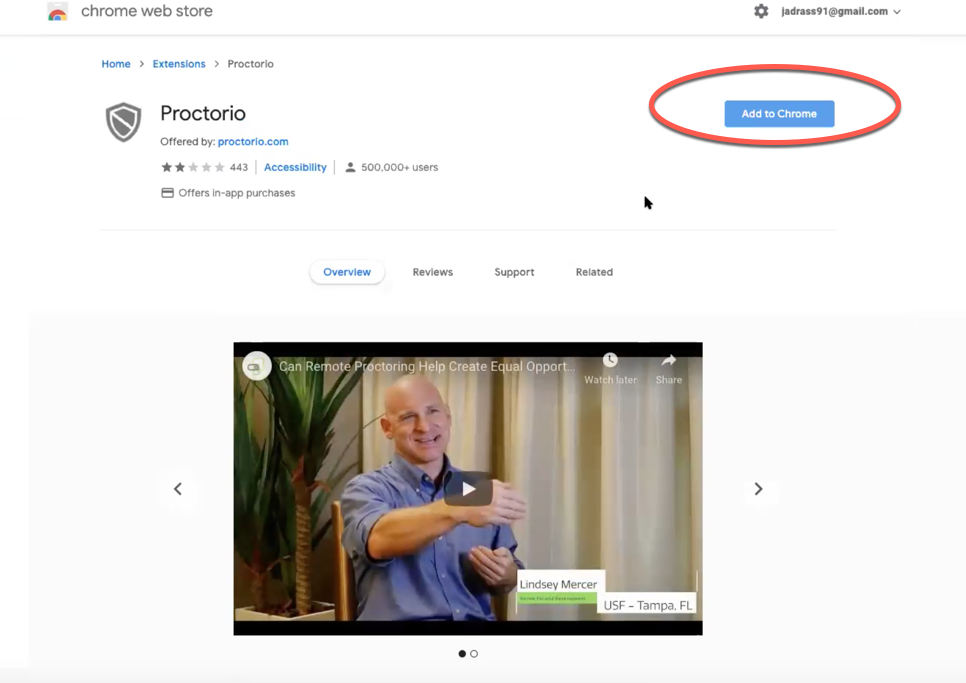 chrome web store
jadrass91@gmail.com
Home > Extensions > Proctorio
Proctorio
Add to Chrome
Offered by: proctorio.com
443 Accessibility 500,000+ users
Offers in-app purchases
Overview Reviews Support Related
Can Remote Proctoring Help Create Equal Opport...
Watch later Share
Lindsey Mercer
USF – Tampa, FL